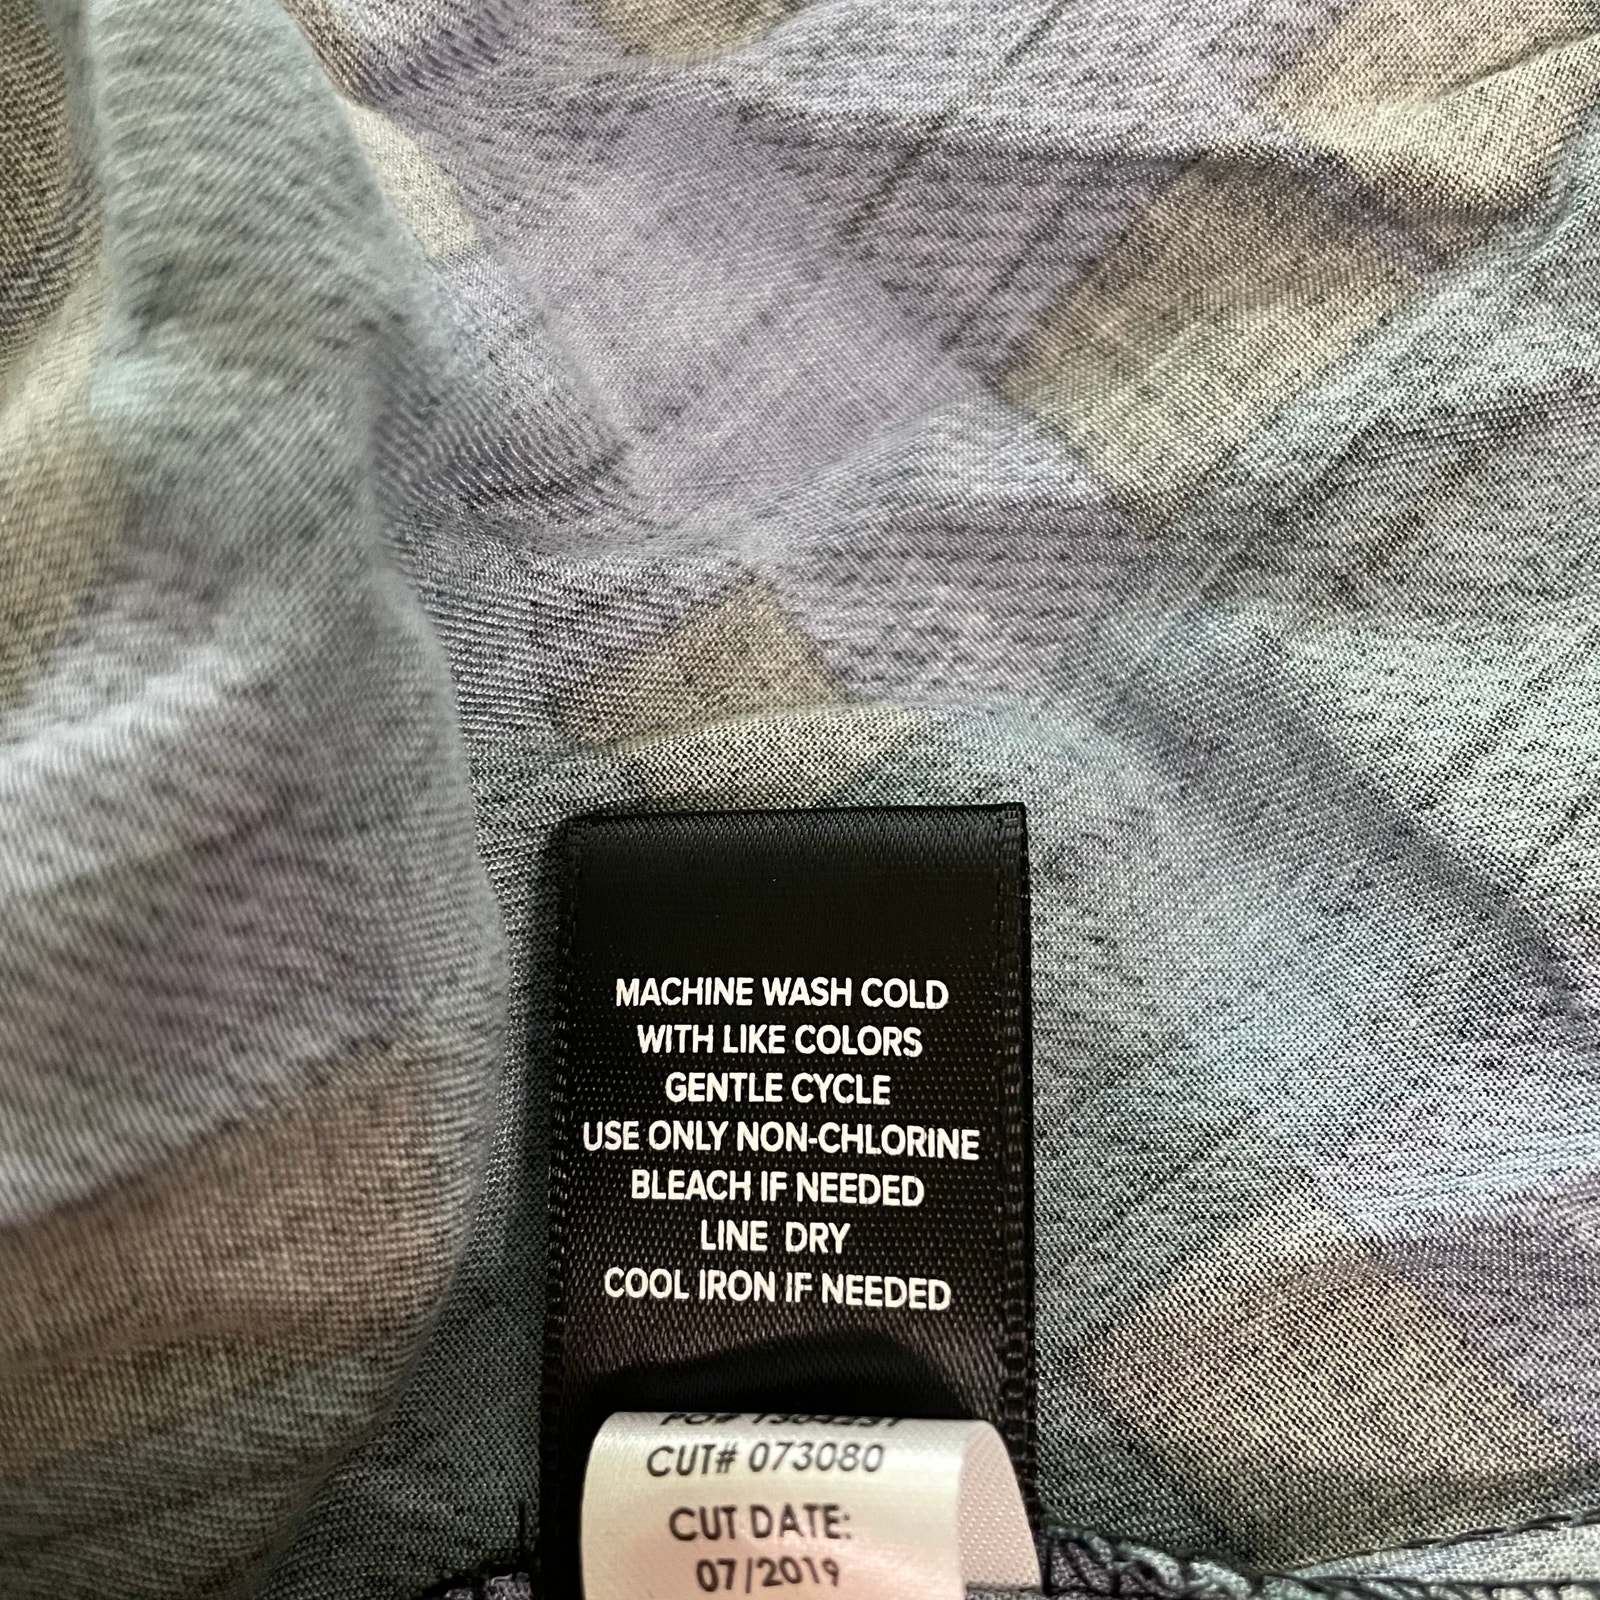 MACHINE WASH COLD
WITH LIKE COLORS
GENTLE CYCLE
USE ONLY NON-CHLORINE
BLEACH IF NEEDED
LINE DRY
COOL IRON IF NEEDED
PO#
CUT# 073080
CUT DATE:
07/2019